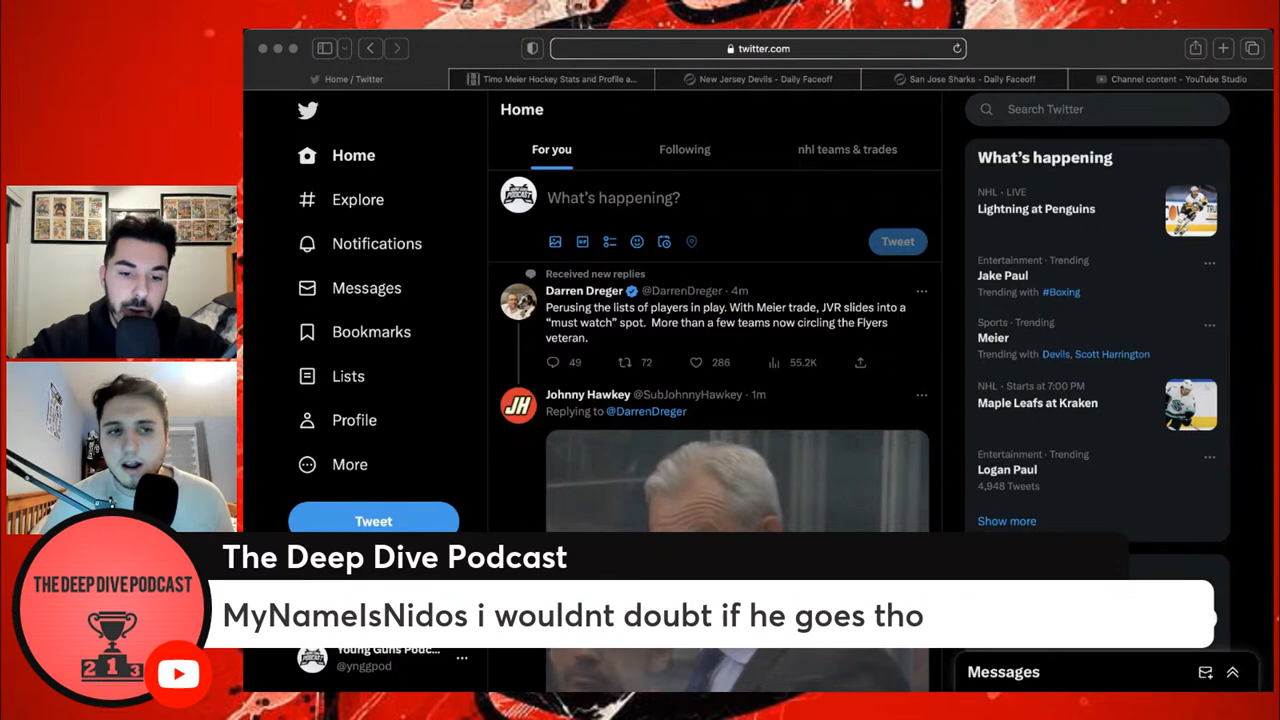 twitter.com
Home / Twitter
Timo Meier Hockey Stats and Profile a...
New Jersey Devils - Daily Faceoff
San Jose Sharks - Daily Faceoff
Channel content - YouTube Studio
Home
Explore
Notifications
Messages
Bookmarks
Lists
Profile
More
Tweet
Home
For you
Following
nhl teams & trades
What's happening?
Tweet
Received new replies
Darren Dreger @DarrenDreger · 4m
Perusing the lists of players in play. With Meier trade, JVR slides into a
"must watch" spot. More than a few teams now circling the Flyers
veteran.
49
72
286
55.2K
Johnny Hawkey @SubJohnnyHawkey · 1m
Replying to @DarrenDreger
JH
Search Twitter
What's happening
NHL · LIVE
Lightning at Penguins
Entertainment · Trending
Jake Paul
Trending with #Boxing
Sports · Trending
Meier
Trending with Devils, Scott Harrington
NHL · Starts at 7:00 PM
Maple Leafs at Kraken
Entertainment · Trending
Logan Paul
4,948 Tweets
Show more
THE DEEP DIVE PODCAST
2 1 3
The Deep Dive Podcast
MyNameIsNidos i wouldnt doubt if he goes tho
Young Guns Podc...
@ynggpod
Messages